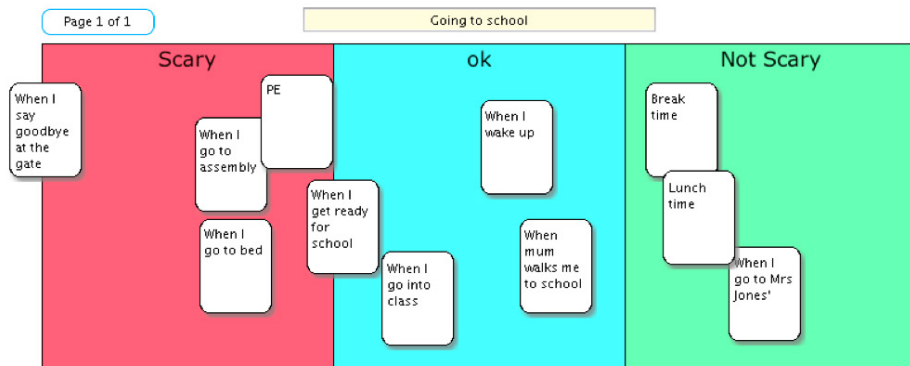 Page 1 of 1
Going to school
Scary
ok
Not Scary
When I
say
goodbye
at the
gate
When I
go to
assembly
PE
When I
go to bed
When I
get ready
for
school
When I
go into
class
When I
wake up
When
mum
walks me
to school
Break
time
Lunch
time
When I
go to Mrs
Jones'